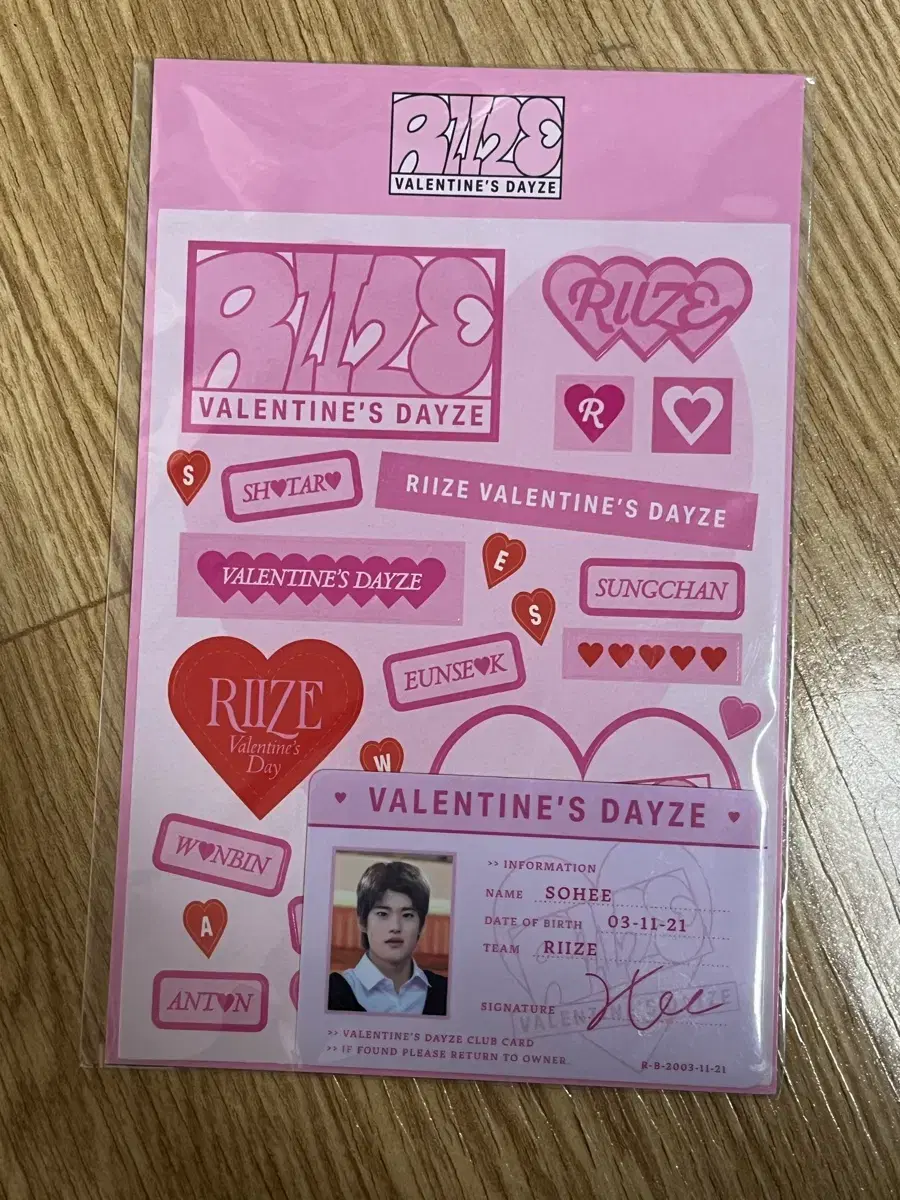 RIIZE
VALENTINE'S DAYZE
RIIZE
VALENTINE'S DAYZE
RIIZE
R
S
SH♥TAR♥
RIIZE VALENTINE'S DAYZE
VALENTINE'S DAYZE
E
SUNGCHAN
S
EUNSE♥K
RIIZE
Valentine's
Day
W
W♥NBIN
A
ANT♥N
VALENTINE'S DAYZE
>> INFORMATION
NAME SOHEE
DATE OF BIRTH 03-11-21
TEAM RIIZE
SIGNATURE
VALENTINE'S DAYZE
>> VALENTINE'S DAYZE CLUB CARD
>> IF FOUND PLEASE RETURN TO OWNER.
R-B-2003-11-21